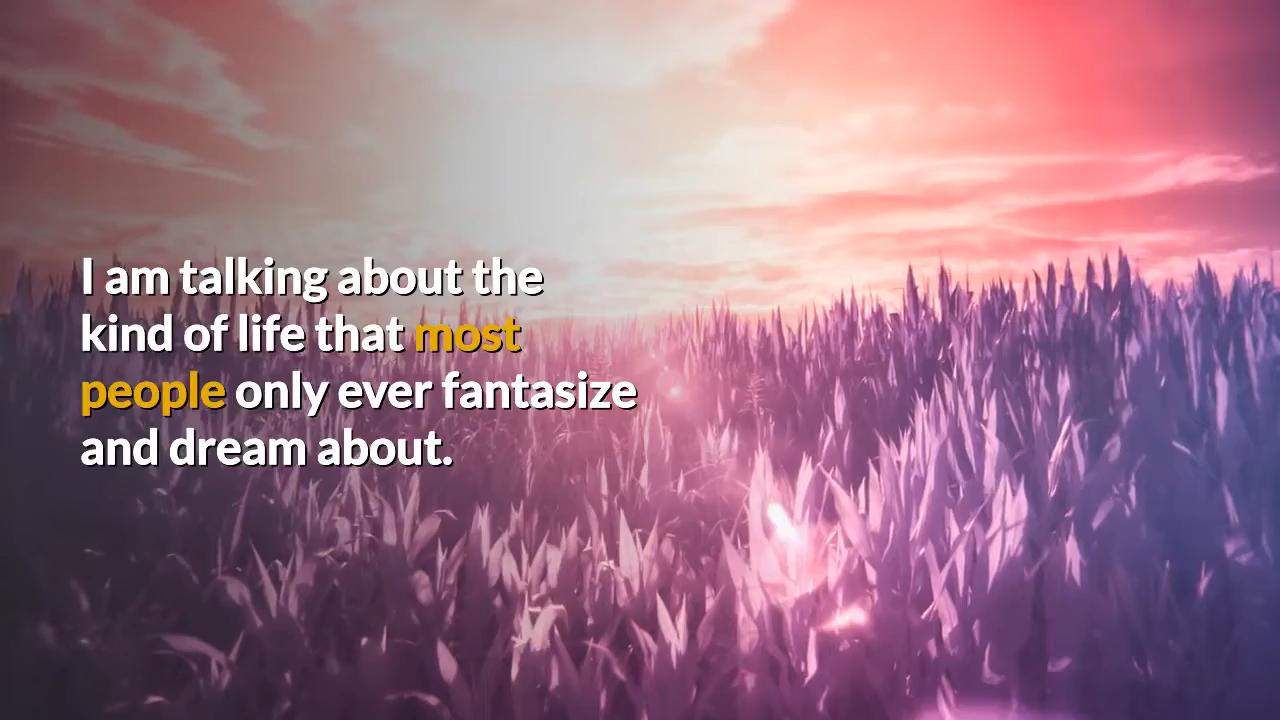 I am talking about the
kind of life that most
people only ever fantasize
and dream about.